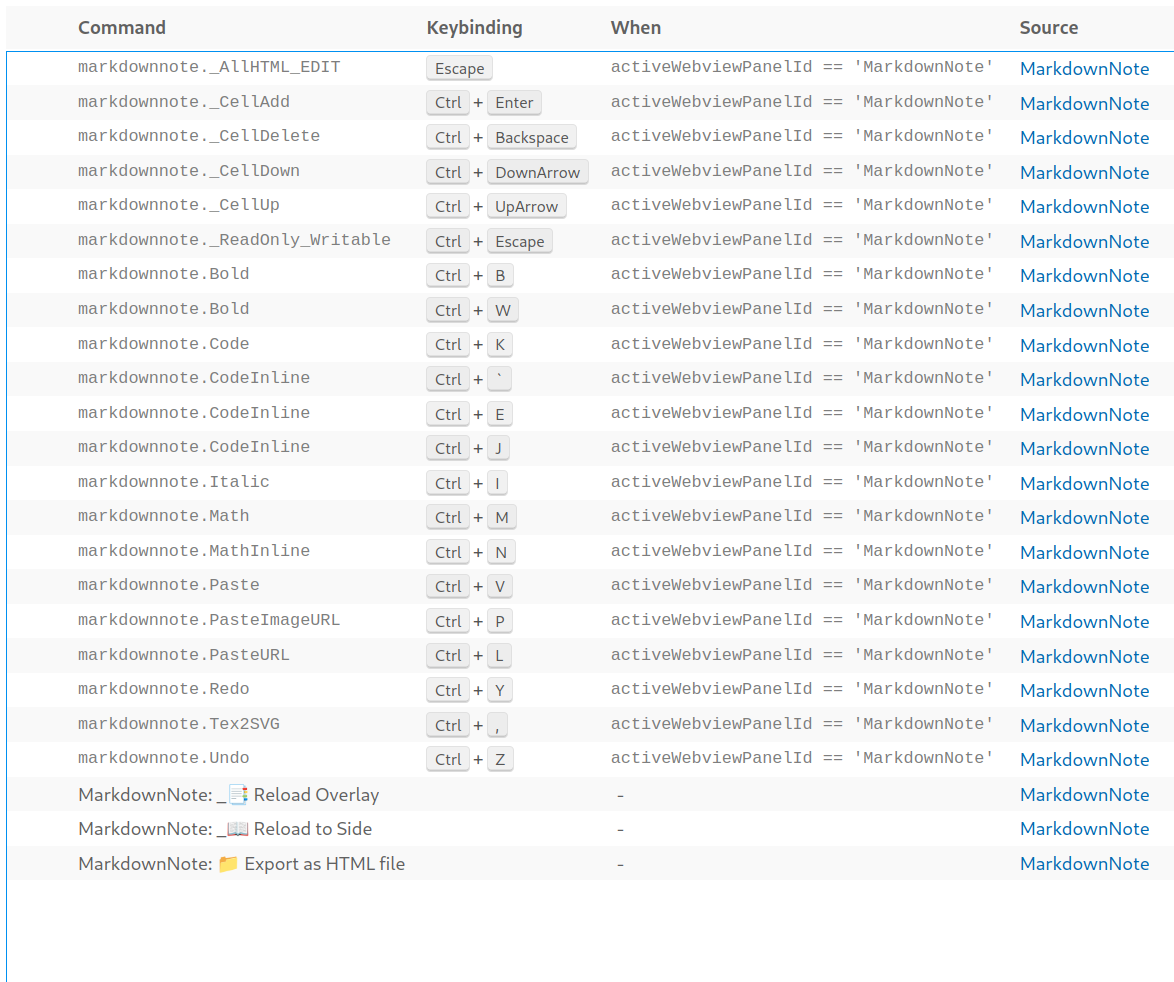 Command Keybinding When Source
markdownnote._AllHTML_EDIT Escape activeWebviewPanelId == 'MarkdownNote' MarkdownNote
markdownnote._CellAdd Ctrl + Enter activeWebviewPanelId == 'MarkdownNote' MarkdownNote
markdownnote._CellDelete Ctrl + Backspace activeWebviewPanelId == 'MarkdownNote' MarkdownNote
markdownnote._CellDown Ctrl + DownArrow activeWebviewPanelId == 'MarkdownNote' MarkdownNote
markdownnote._CellUp Ctrl + UpArrow activeWebviewPanelId == 'MarkdownNote' MarkdownNote
markdownnote._ReadOnly_Writable Ctrl + Escape activeWebviewPanelId == 'MarkdownNote' MarkdownNote
markdownnote.Bold Ctrl + B activeWebviewPanelId == 'MarkdownNote' MarkdownNote
markdownnote.Bold Ctrl + W activeWebviewPanelId == 'MarkdownNote' MarkdownNote
markdownnote.Code Ctrl + K activeWebviewPanelId == 'MarkdownNote' MarkdownNote
markdownnote.CodeInline Ctrl + ` activeWebviewPanelId == 'MarkdownNote' MarkdownNote
markdownnote.CodeInline Ctrl + E activeWebviewPanelId == 'MarkdownNote' MarkdownNote
markdownnote.CodeInline Ctrl + J activeWebviewPanelId == 'MarkdownNote' MarkdownNote
markdownnote.Italic Ctrl + I activeWebviewPanelId == 'MarkdownNote' MarkdownNote
markdownnote.Math Ctrl + M activeWebviewPanelId == 'MarkdownNote' MarkdownNote
markdownnote.MathInline Ctrl + N activeWebviewPanelId == 'MarkdownNote' MarkdownNote
markdownnote.Paste Ctrl + V activeWebviewPanelId == 'MarkdownNote' MarkdownNote
markdownnote.PasteImageURL Ctrl + P activeWebviewPanelId == 'MarkdownNote' MarkdownNote
markdownnote.PasteURL Ctrl + L activeWebviewPanelId == 'MarkdownNote' MarkdownNote
markdownnote.Redo Ctrl + Y activeWebviewPanelId == 'MarkdownNote' MarkdownNote
markdownnote.Tex2SVG Ctrl + , activeWebviewPanelId == 'MarkdownNote' MarkdownNote
markdownnote.Undo Ctrl + Z activeWebviewPanelId == 'MarkdownNote' MarkdownNote
MarkdownNote: _📑 Reload Overlay - MarkdownNote
MarkdownNote: _📖 Reload to Side - MarkdownNote
MarkdownNote: 📁 Export as HTML file - MarkdownNote